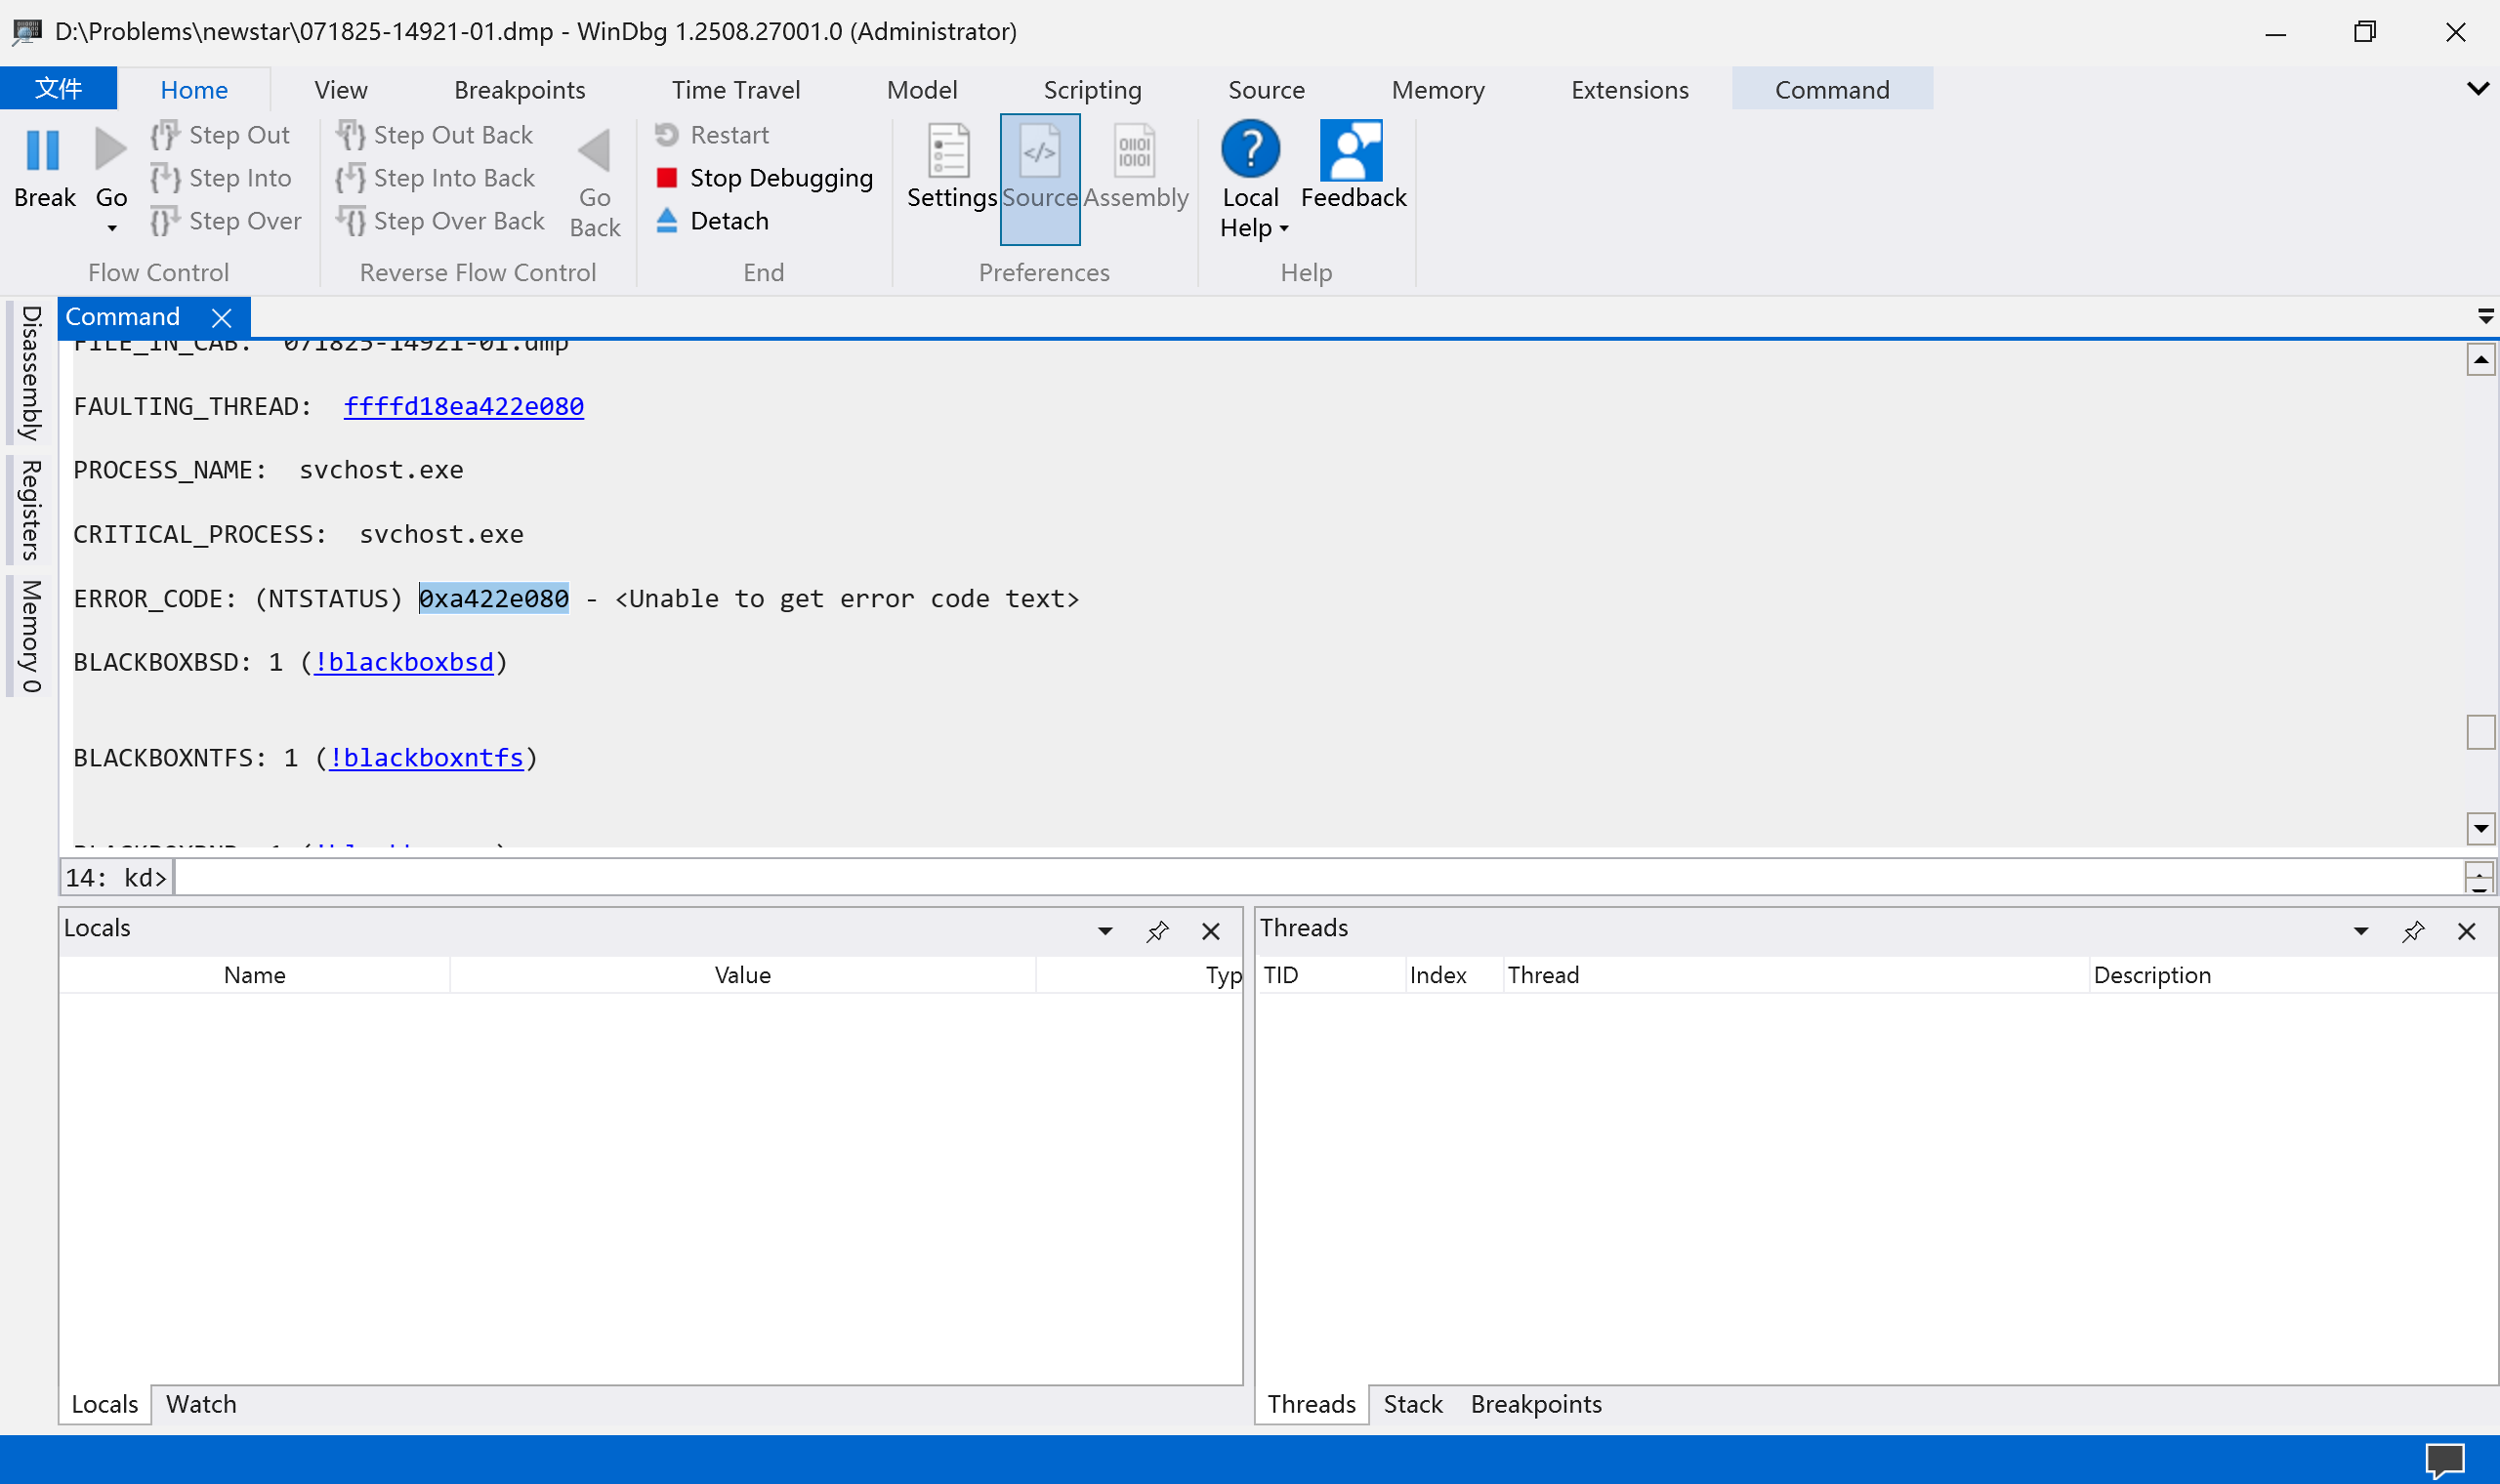 D:\Problems\newstar\071825-14921-01.dmp - WinDbg 1.2508.27001.0 (Administrator)
文件 Home View Breakpoints Time Travel Model Scripting Source Memory Extensions Command
Break
Go
Step Out
Step Into
Step Over
Flow Control
Step Out Back
Step Into Back
Step Over Back
Go
Back
Reverse Flow Control
Restart
Stop Debugging
Detach
End
Settings
Source
Assembly
Preferences
Local
Help
Feedback
Help
Disassembly
Registers
Memory 0
Command
FILE_IN_CAB:  071825-14921-01.dmp
FAULTING_THREAD:  ffffd18ea422e080
PROCESS_NAME:  svchost.exe
CRITICAL_PROCESS:  svchost.exe
ERROR_CODE: (NTSTATUS) 0xa422e080 - <Unable to get error code text>
BLACKBOXBSD: 1 (!blackboxbsd)
BLACKBOXNTFS: 1 (!blackboxntfs)
14: kd>
Locals
Name Value Typ
Locals Watch
Threads
TID Index Thread Description
Threads Stack Breakpoints